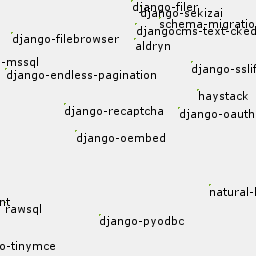 django-filer
django-sekizai
schema-migratio
djangocms-text-cked
django-filebrowser
aldryn
-mssql
django-sslif
django-endless-pagination
haystack
django-recaptcha
django-oauth
django-oembed
natural-
nt
rawsql
django-pyodbc
o-tinymce